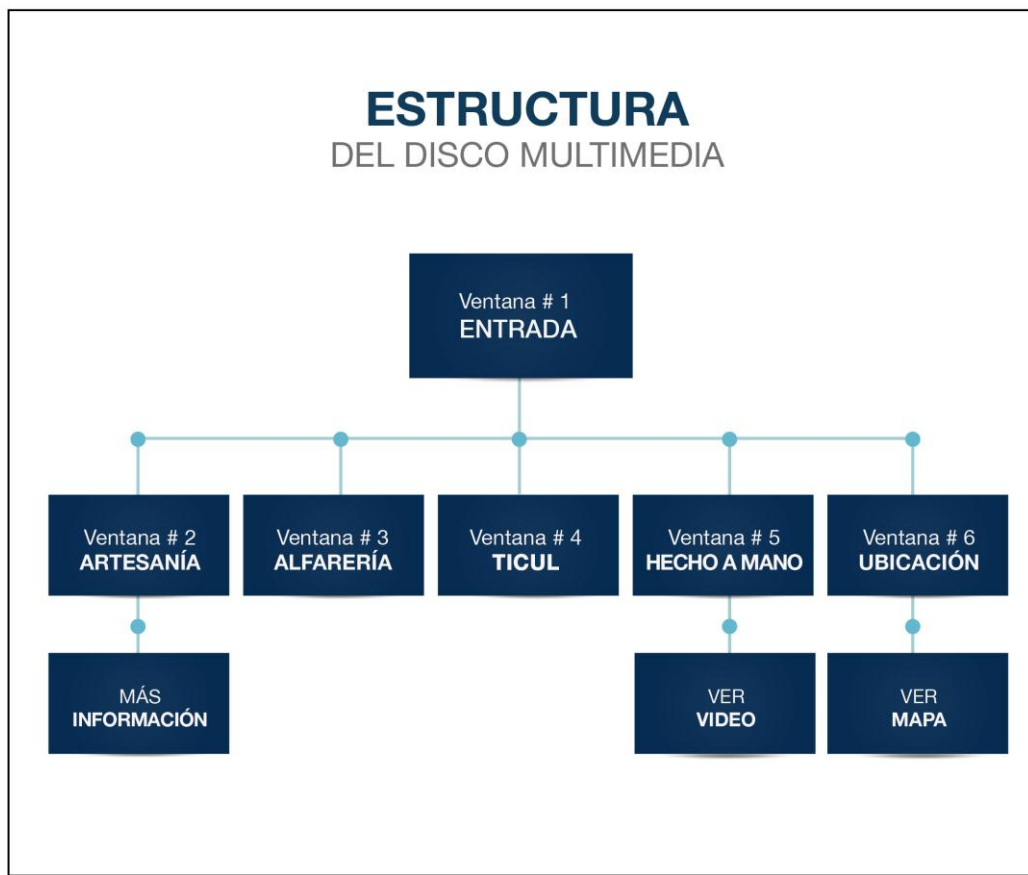 ESTRUCTURA
DEL DISCO MULTIMEDIA
Ventana # 1
ENTRADA
Ventana # 2
ARTESANÍA
Ventana # 3
ALFARERÍA
Ventana # 4
TICUL
Ventana # 5
HECHO A MANO
Ventana # 6
UBICACIÓN
MÁS
INFORMACIÓN
VER
VIDEO
VER
MAPA